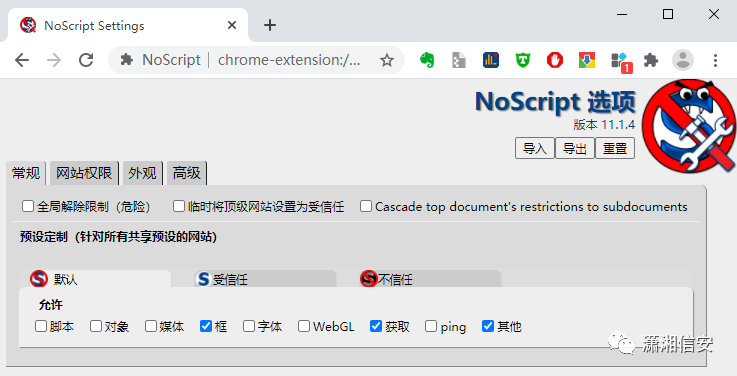 NoScript Settings
NoScript | chrome-extension:/...
1
NoScript 选项
版本 11.1.4
导入 导出 重置
常规 网站权限 外观 高级
全局解除限制（危险） 临时将顶级网站设置为受信任 Cascade top document's restrictions to subdocuments
预设定制（针对所有共享预设的网站）
默认 受信任 不信任
允许
脚本 对象 媒体 框 字体 WebGL 获取 ping 其他
潇湘信安